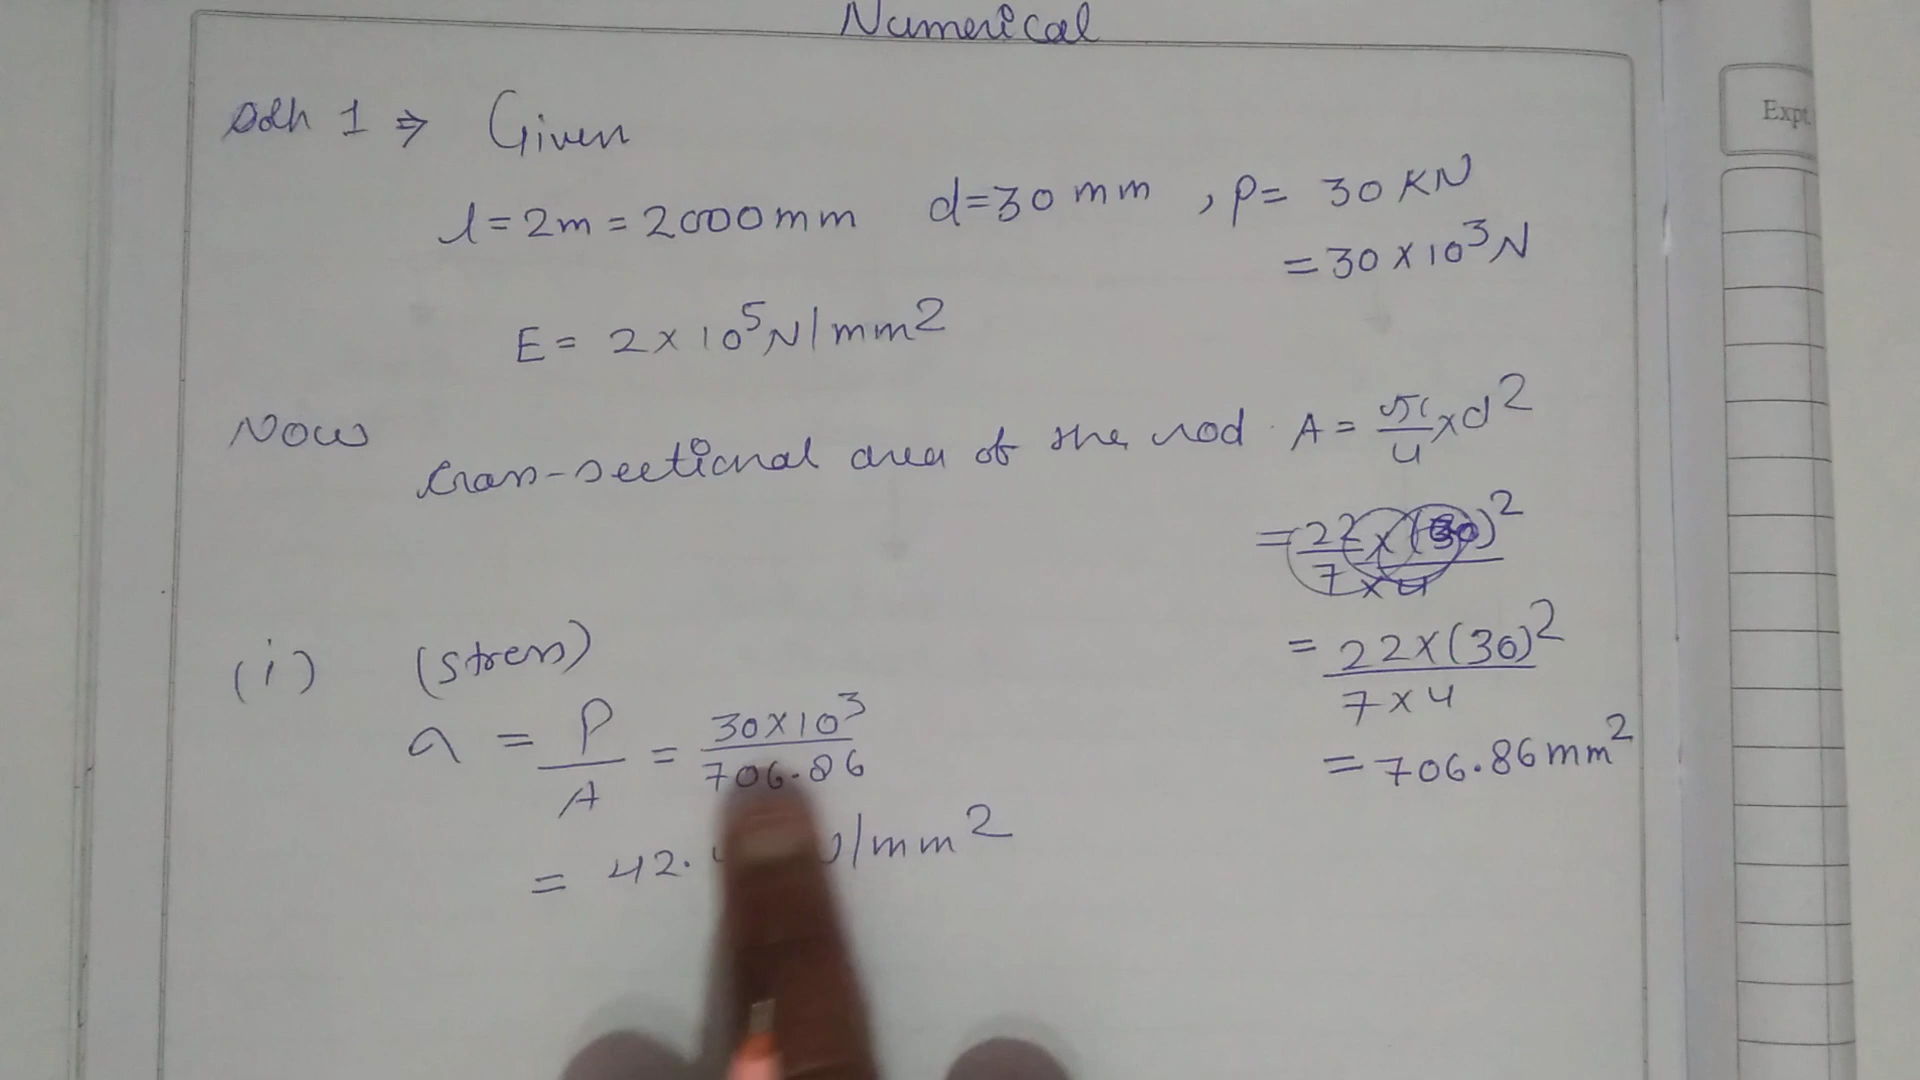 Numerical
Soln 1 ⇒ Given
l = 2m = 2000mm d=30 mm , P= 30 KN
= 30 × 10³ N
E = 2 × 10⁵ N/mm2
Now
Cross-sectional area of the rod A = π/4 × d²
= 22 × (30)² / 7 × 4
= 22 × (30)² / 7 × 4
= 706.86 mm²
(i) (Stress)
σ = P/A = 30×10³ / 706.86
= 42. /mm2
Expt.